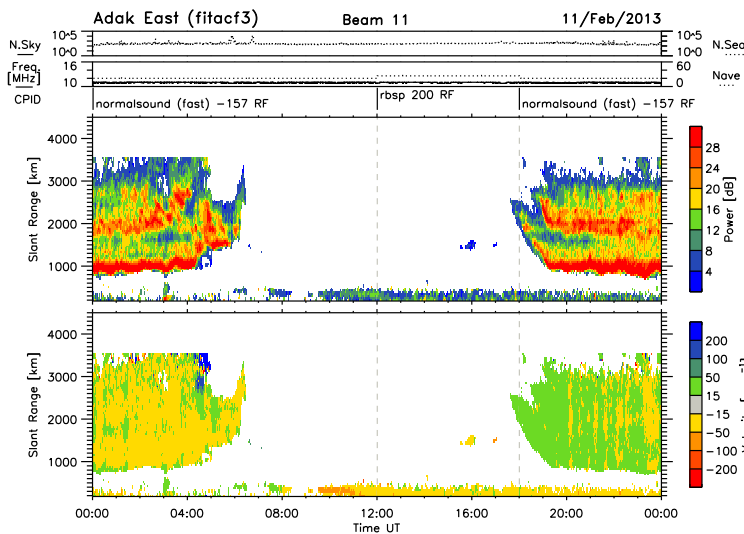 Adak East (fitacf3)
Beam 11
11/Feb/2013
N.Sky
10^5
10^0
10^5
10^0
N.Sea
Freq.
[MHz]
16
10
60
0
Nave
CPID
normalsound (fast) -157 RF
rbsp 200 RF
normalsound (fast) -157 RF
Slant Range [km]
4000
3000
2000
1000
28
24
20
16
12
8
4
Power [dB]
Slant Range [km]
4000
3000
2000
1000
200
100
50
15
-15
-50
-100
-200
00:00
04:00
08:00
12:00
16:00
20:00
00:00
Time UT